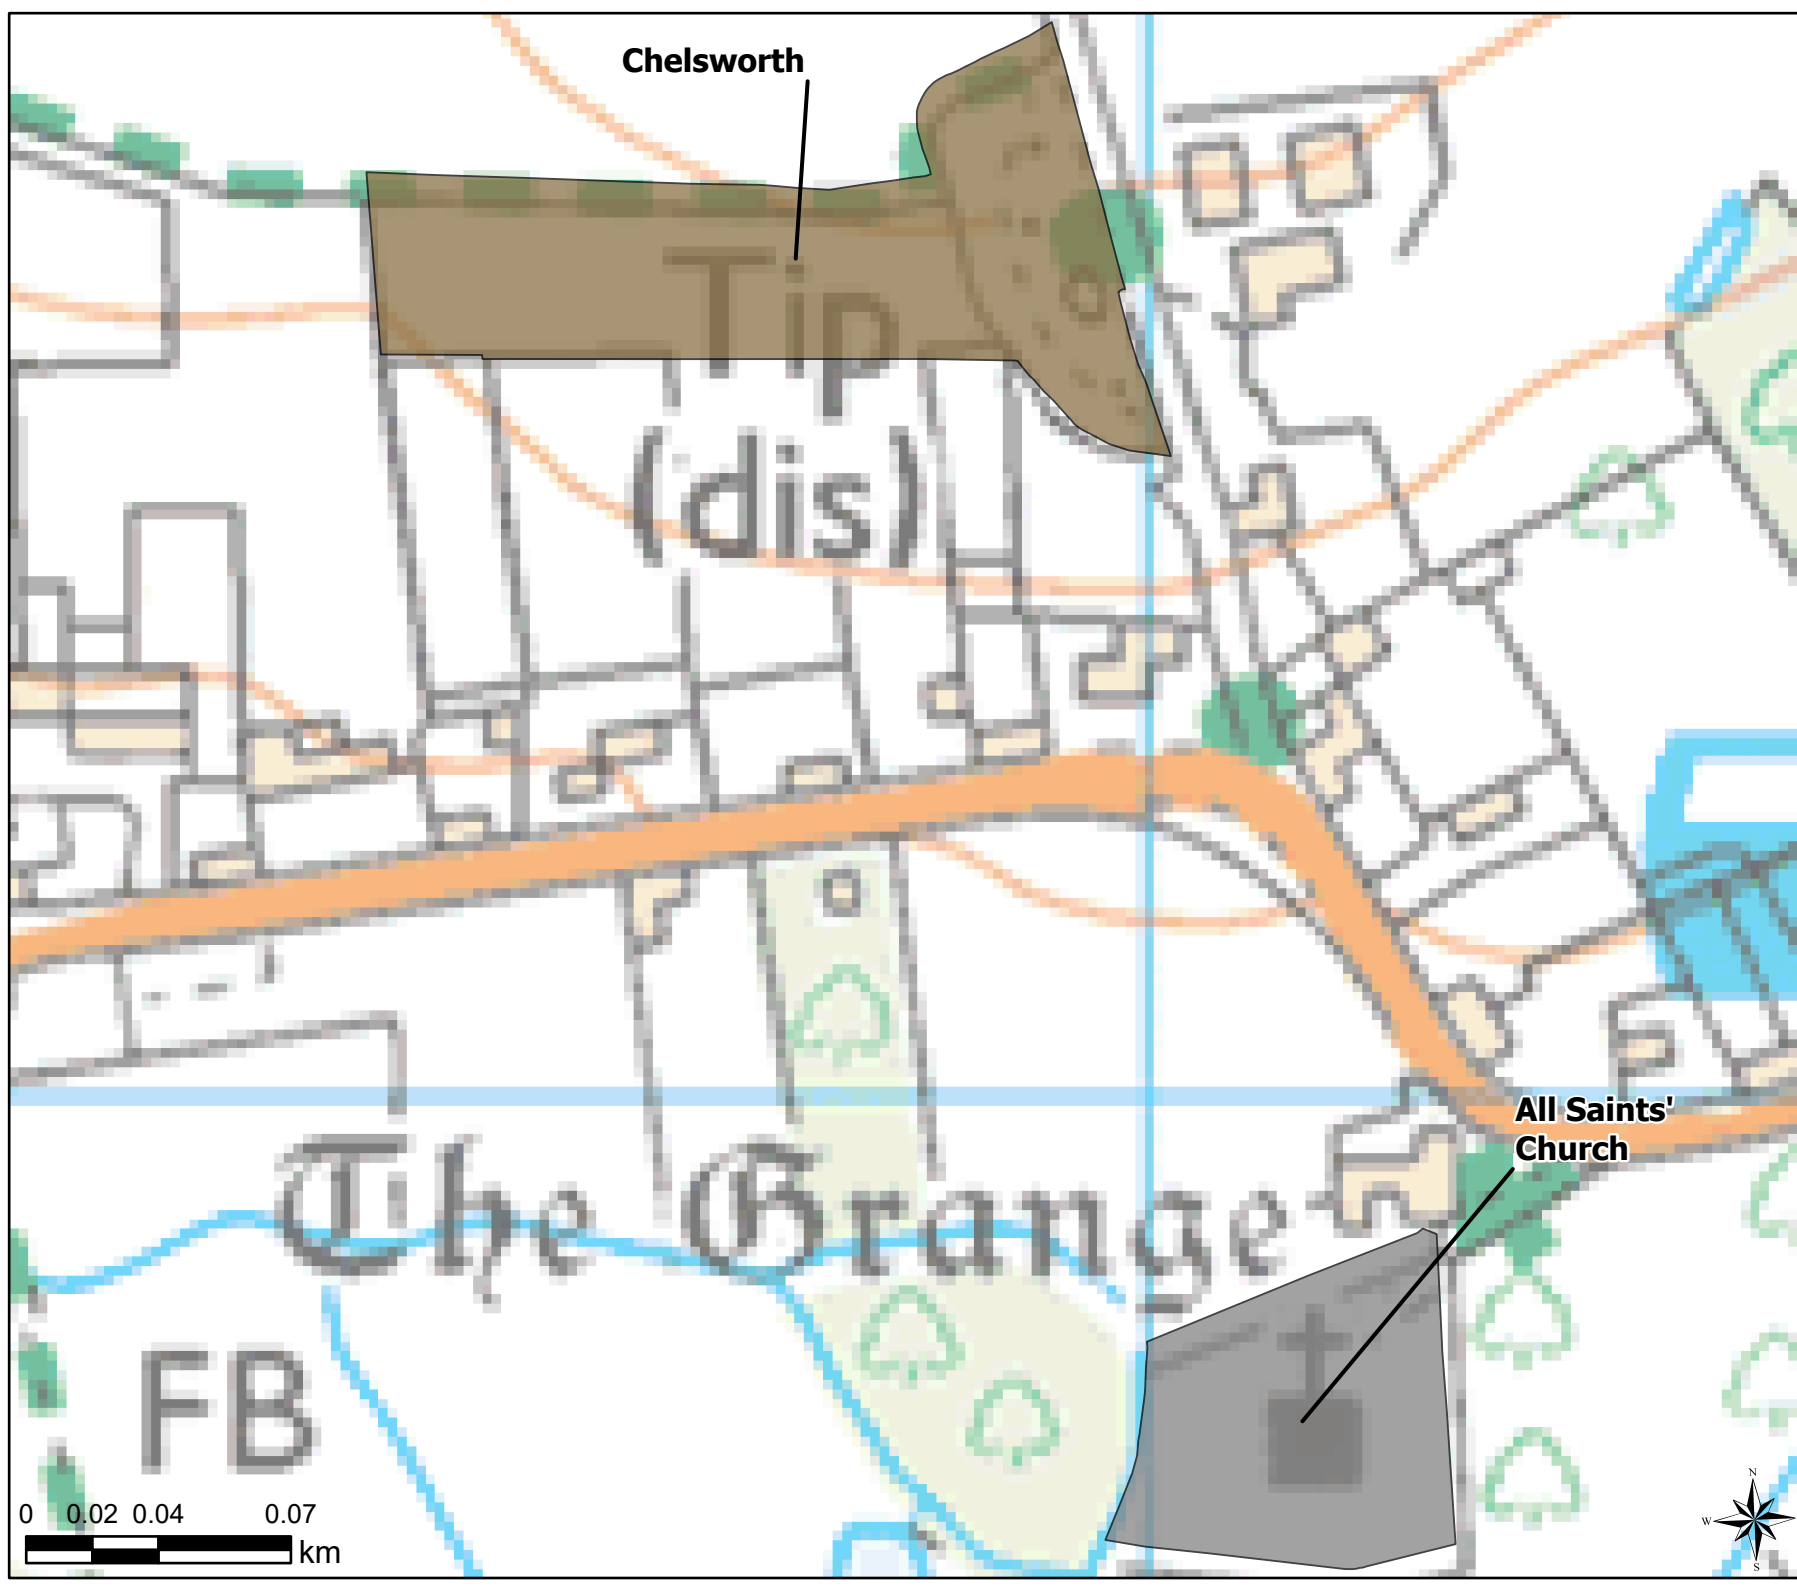 Chelsworth
Tip
(dis)
All Saints'
Church
The Grange
FB
0 0.02 0.04 0.07
km
N
W
S